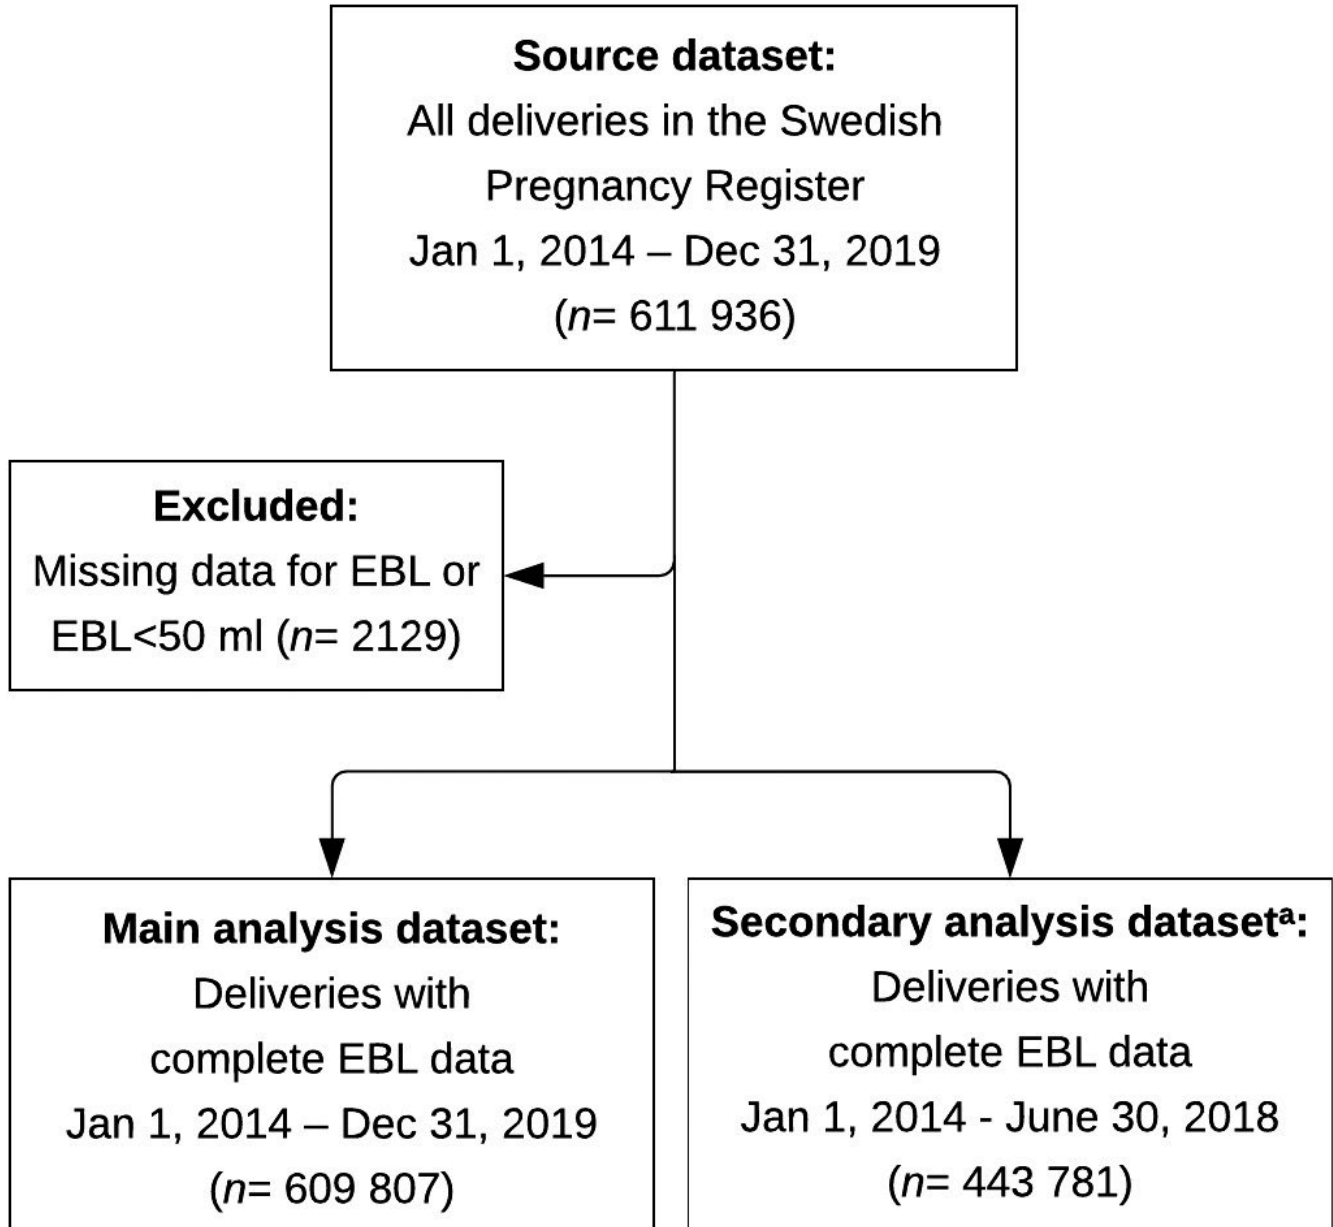 Source dataset:
All deliveries in the Swedish
Pregnancy Register
Jan 1, 2014 – Dec 31, 2019
(n= 611 936)
Excluded:
Missing data for EBL or
EBL<50 ml (n= 2129)
Main analysis dataset:
Deliveries with
complete EBL data
Jan 1, 2014 – Dec 31, 2019
(n= 609 807)
Secondary analysis datasetᵃ:
Deliveries with
complete EBL data
Jan 1, 2014 - June 30, 2018
(n= 443 781)